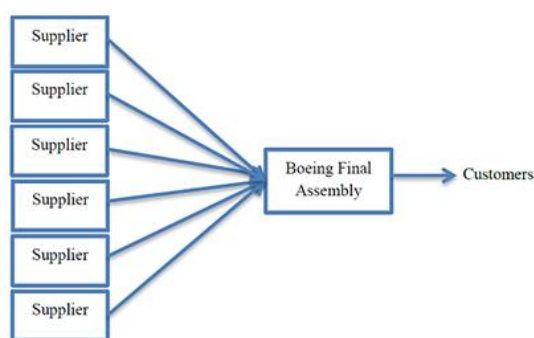 Supplier
Supplier
Supplier
Supplier
Supplier
Supplier
Boeing Final
Assembly
Customers